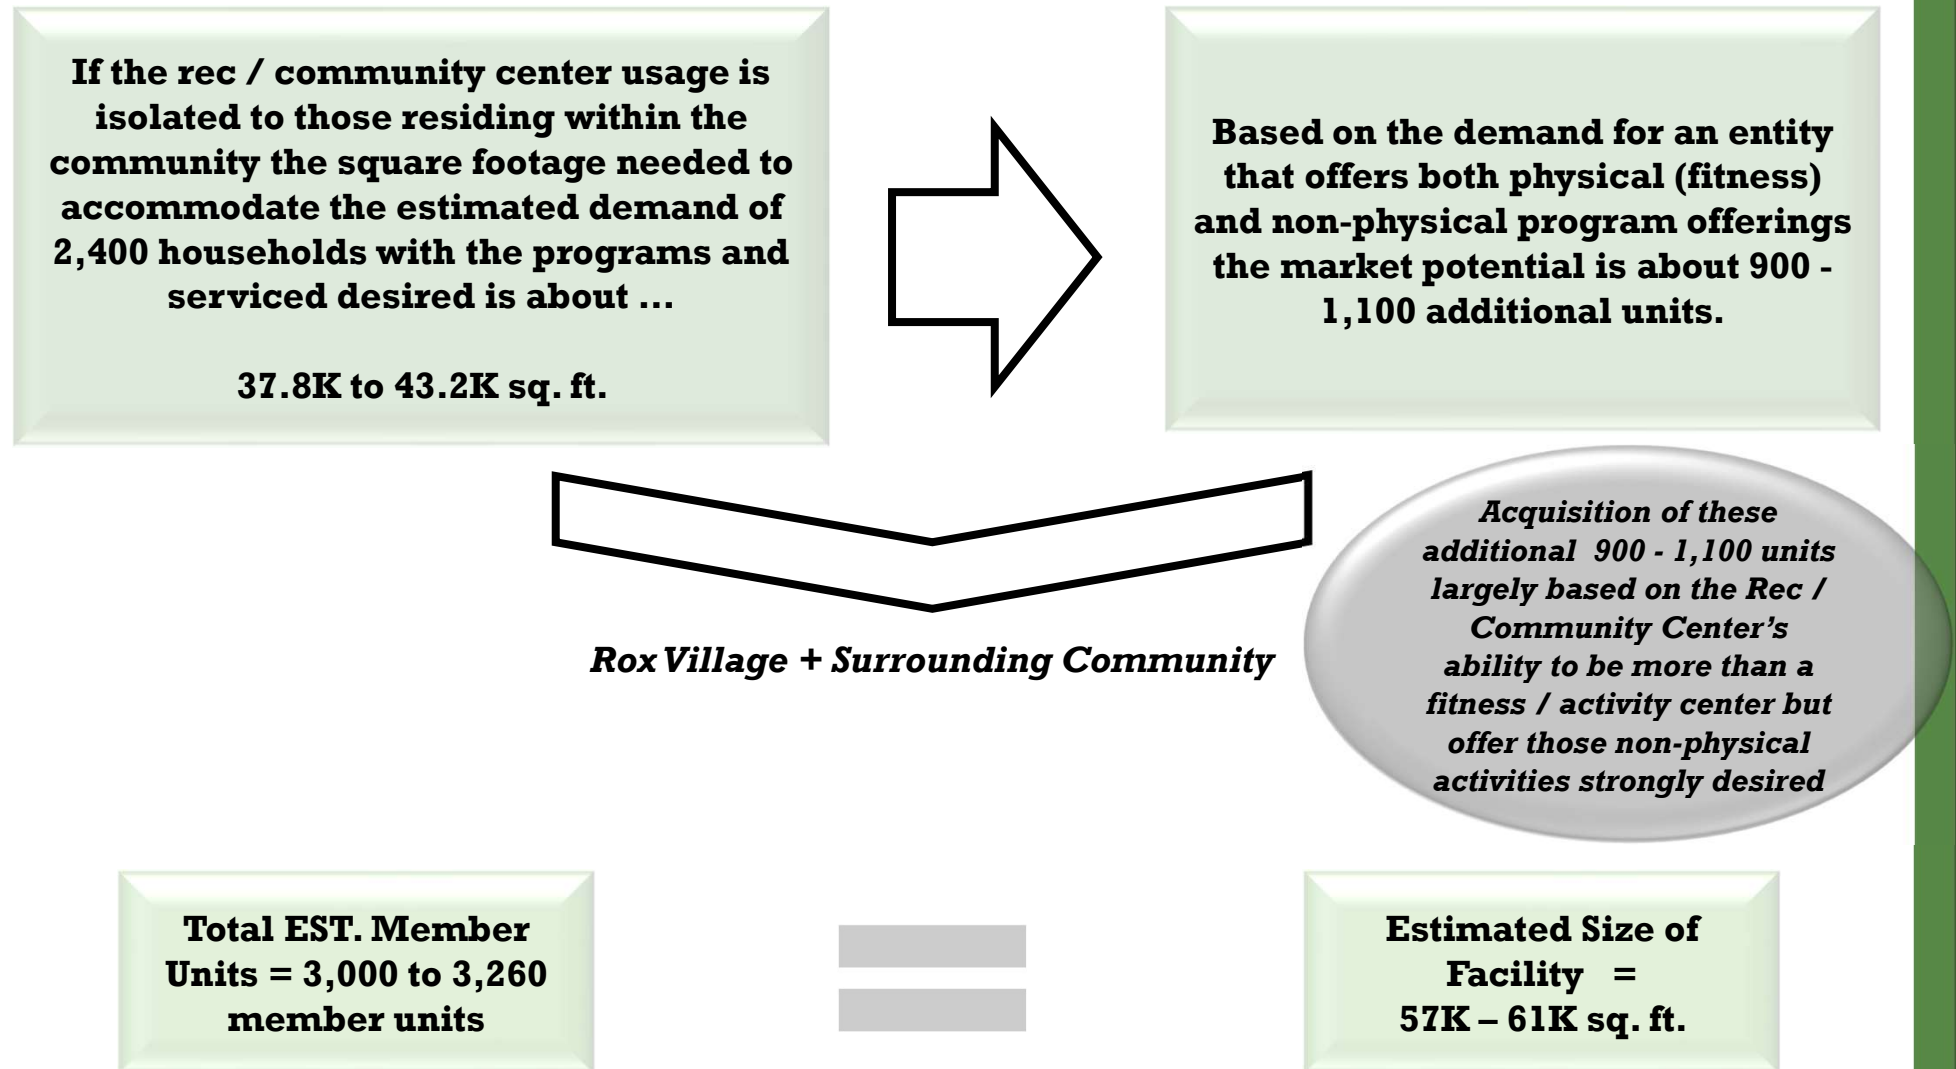 If the rec / community center usage is
isolated to those residing within the
community the square footage needed to
accommodate the estimated demand of
2,400 households with the programs and
serviced desired is about ...
37.8K to 43.2K sq. ft.
Based on the demand for an entity
that offers both physical (fitness)
and non-physical program offerings
the market potential is about 900 -
1,100 additional units.
Acquisition of these
additional 900 - 1,100 units
largely based on the Rec /
Community Center's
ability to be more than a
fitness / activity center but
offer those non-physical
activities strongly desired
Rox Village + Surrounding Community
Total EST. Member
Units = 3,000 to 3,260
member units
Estimated Size of
Facility =
57K – 61K sq. ft.